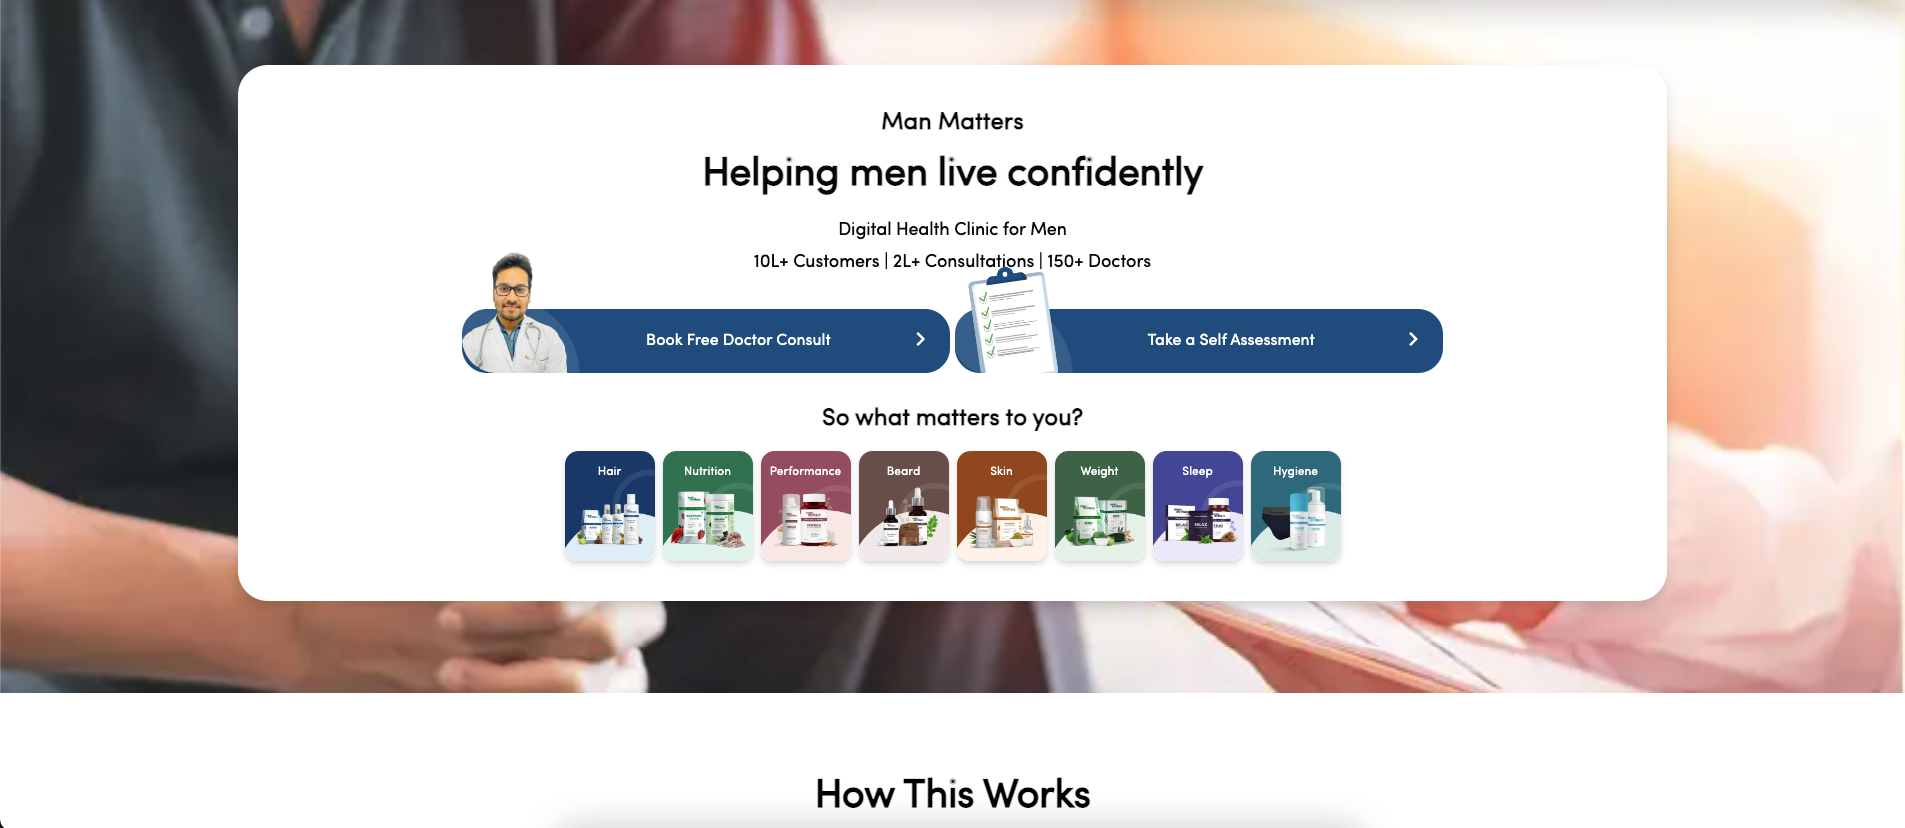 Man Matters
Helping men live confidently
Digital Health Clinic for Men
10L+ Customers | 2L+ Consultations | 150+ Doctors
Book Free Doctor Consult
Take a Self Assessment
So what matters to you?
Hair
Nutrition
Performance
Beard
Skin
Weight
Sleep
Hygiene
RELAX
RELAX
How This Works